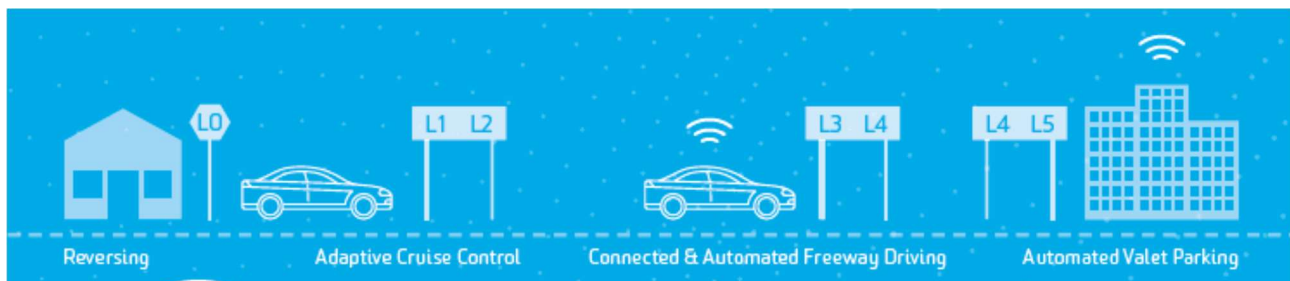 L0
L1 L2
L3 L4
L4 L5
Reversing
Adaptive Cruise Control
Connected & Automated Freeway Driving
Automated Valet Parking